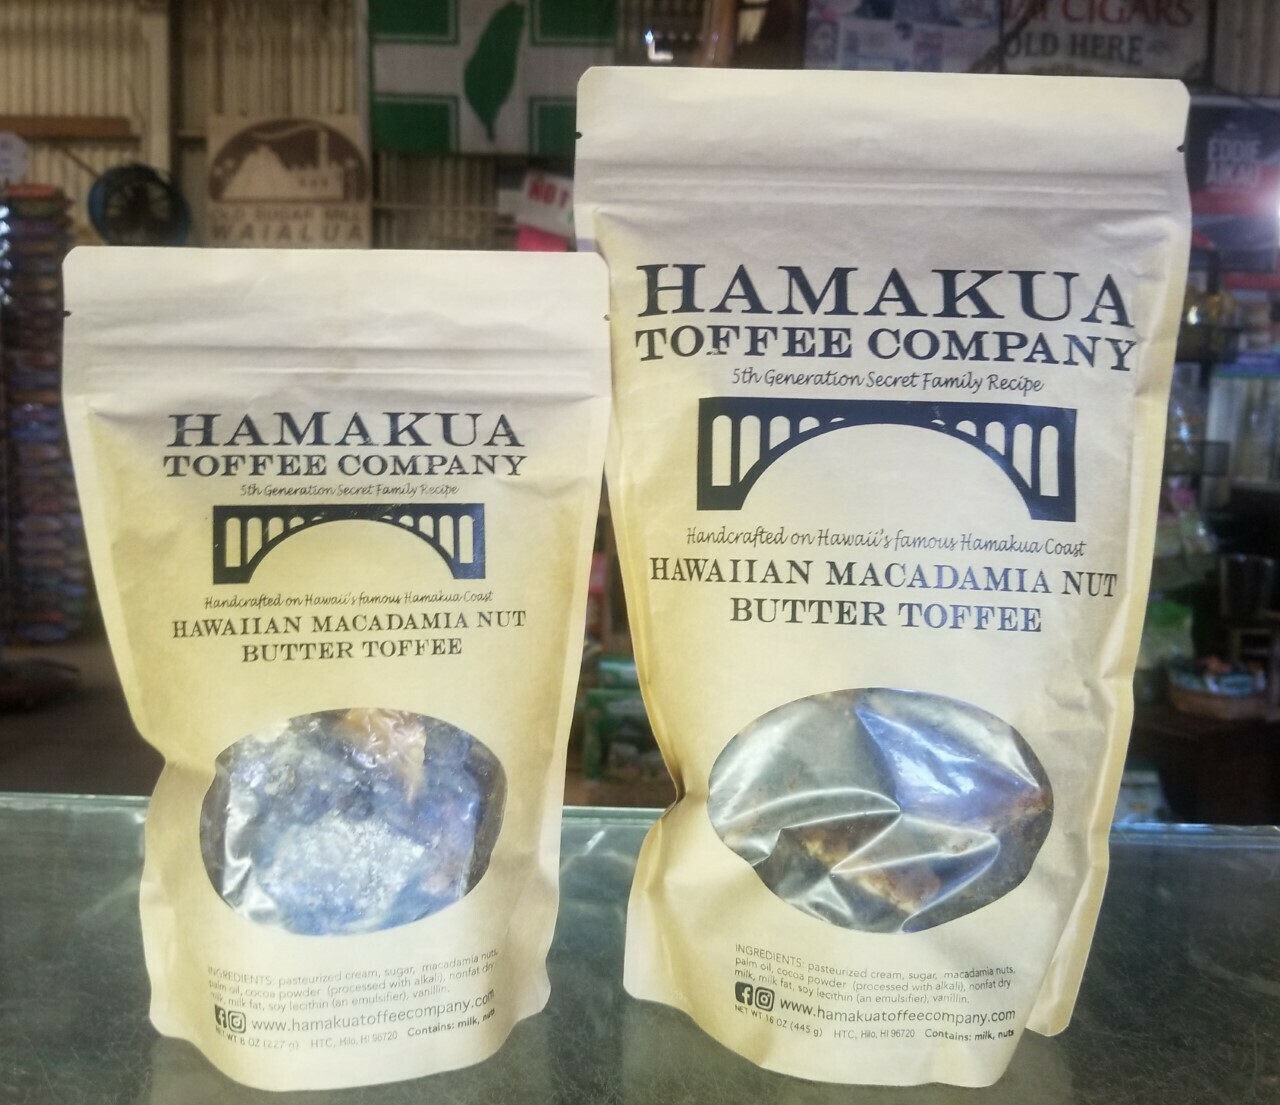 CIGARS
OLD HERE
EDDIE
AIKAU
OLD SUGAR MILL
WAIALUA
NOT
HAMAKUA
TOFFEE COMPANY
5th Generation Secret Family Recipe
Handcrafted on Hawaii's famous Hamakua Coast
HAWAIIAN MACADAMIA NUT
BUTTER TOFFEE
INGREDIENTS: pasteurized cream, sugar, macadamia nuts,
palm oil, cocoa powder (processed with alkali), nonfat dry
milk, milk fat, soy lecithin (an emulsifier), vanillin.
www.hamakuatoffeecompany.com
NET WT 8 OZ (227 g) HTC, Hilo, HI 96720 Contains: milk, nuts
HAMAKUA
TOFFEE COMPANY
5th Generation Secret Family Recipe
Handcrafted on Hawaii's famous Hamakua Coast
HAWAIIAN MACADAMIA NUT
BUTTER TOFFEE
INGREDIENTS: pasteurized cream, sugar, macadamia nuts,
palm oil, cocoa powder (processed with alkali), nonfat dry
milk, milk fat, soy lecithin (an emulsifier), vanillin.
www.hamakuatoffeecompany.com
NET WT 16 OZ (445 g) HTC, Hilo, HI 96720 Contains: milk, nuts